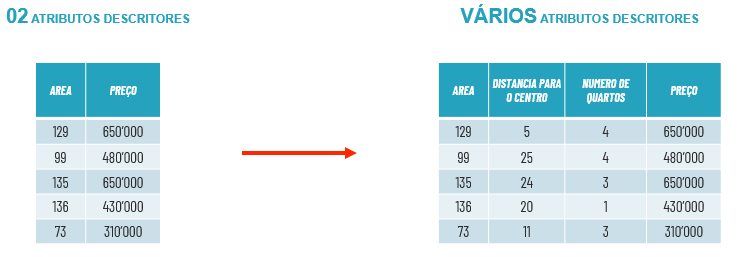 02 ATRIBUTOS DESCRITORES
AREA PREÇO
129 650'000
99 480'000
135 650'000
136 430'000
73 310'000
VÁRIOS ATRIBUTOS DESCRITORES
AREA DISTANCIA PARA O CENTRO NUMERO DE QUARTOS PREÇO
129 5 4 650'000
99 25 4 480'000
135 24 3 650'000
136 20 1 430'000
73 11 3 310'000